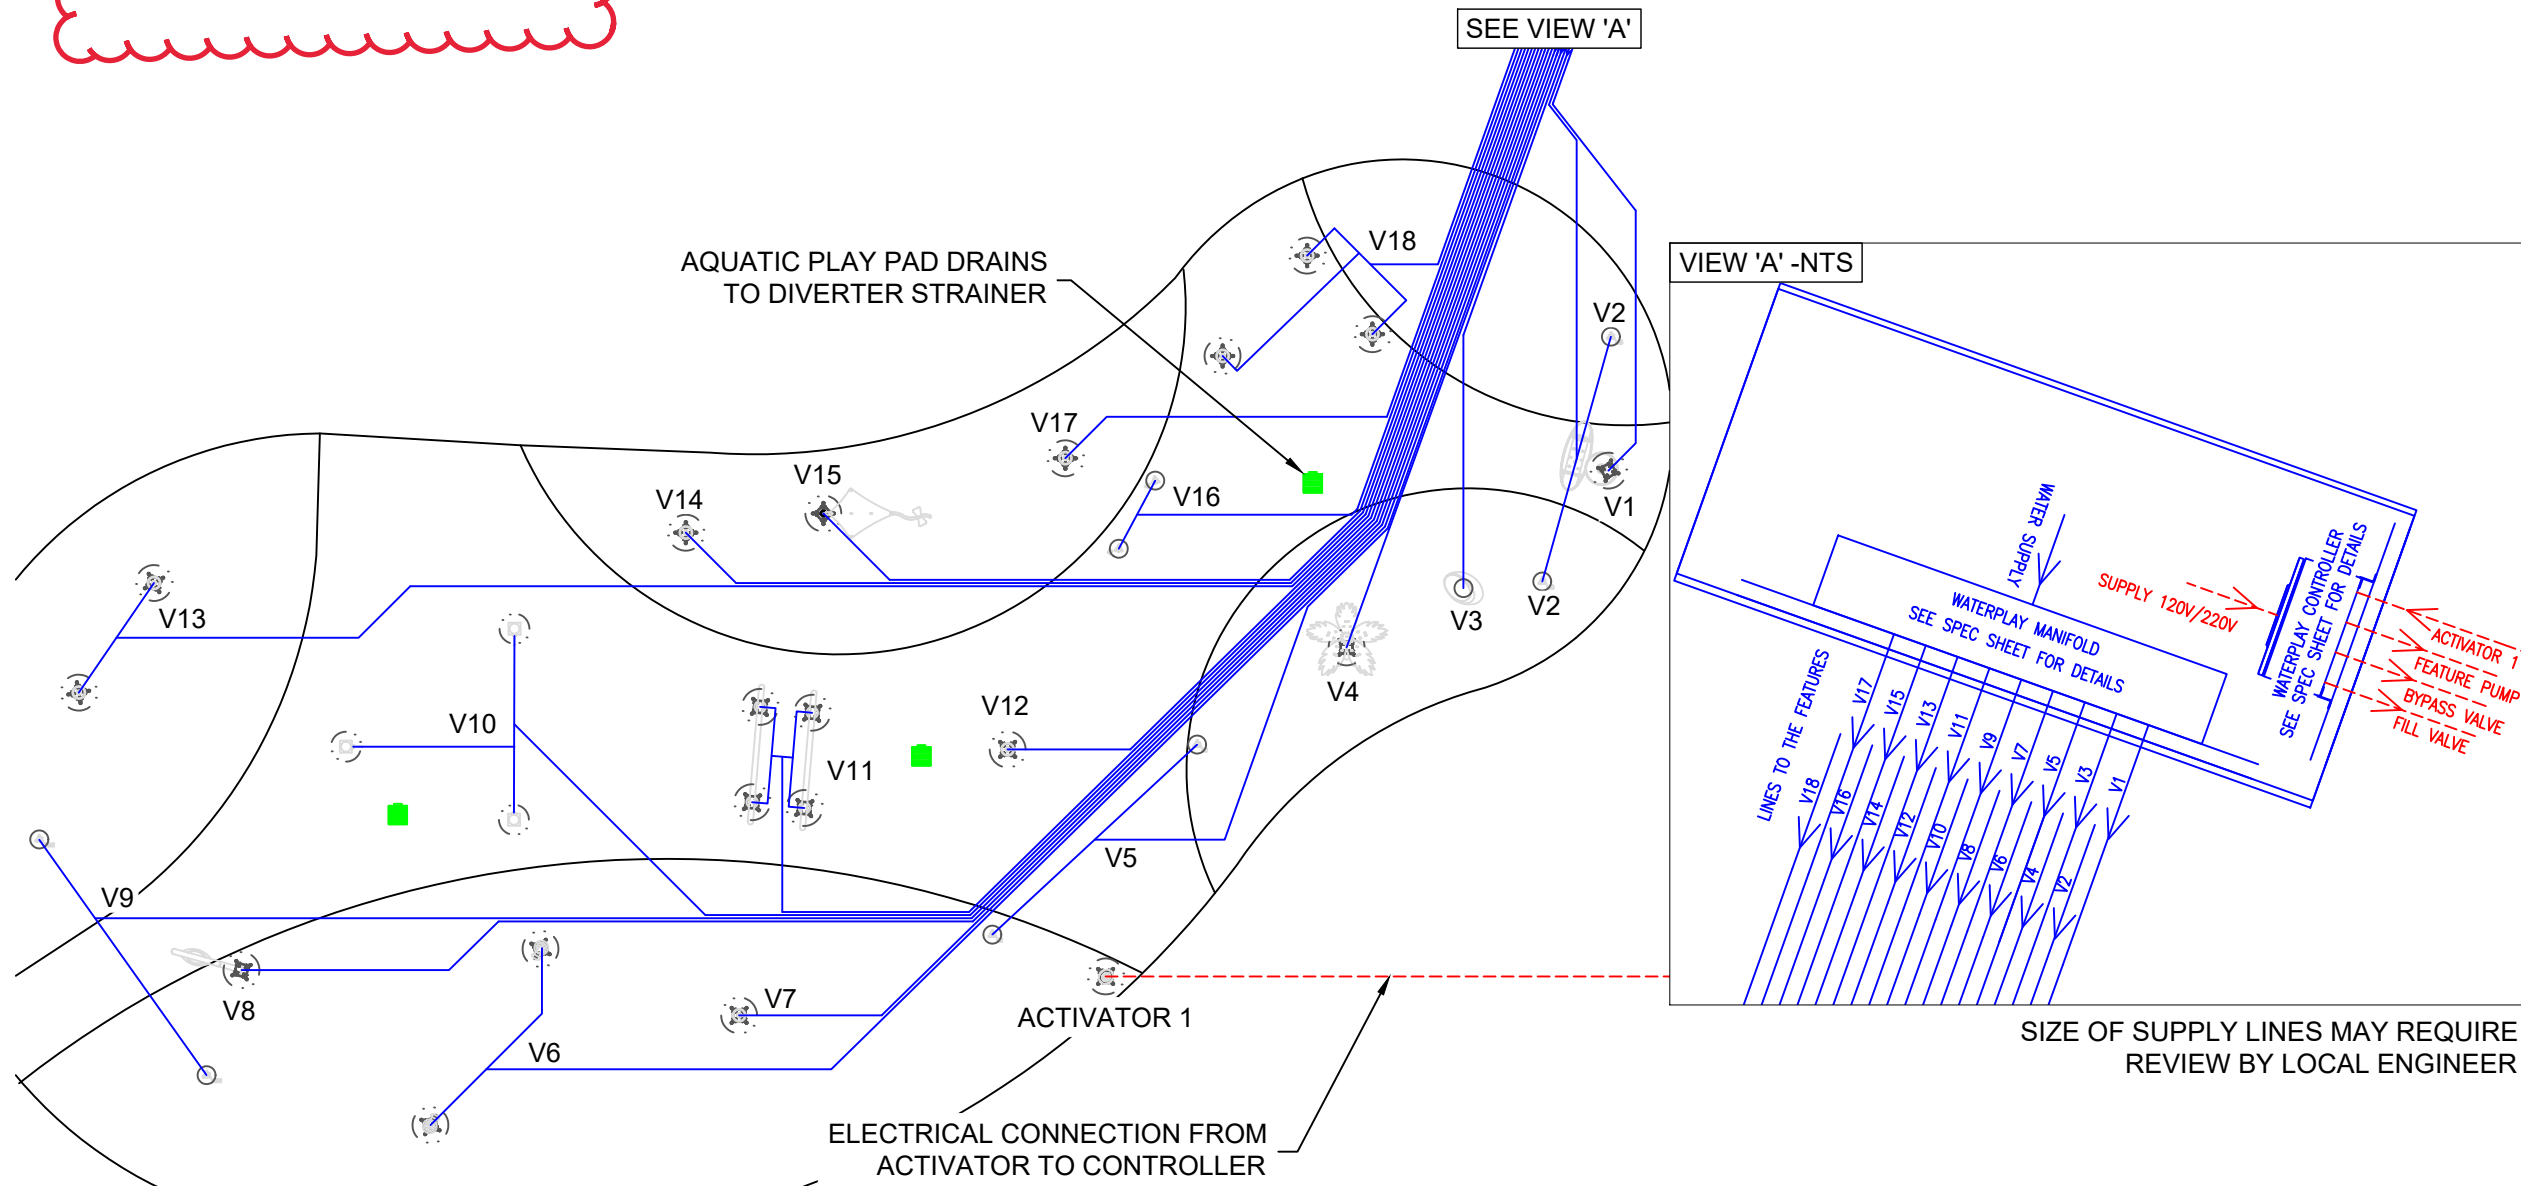 SEE VIEW 'A'
AQUATIC PLAY PAD DRAINS
TO DIVERTER STRAINER
V18
V2
V17
V15
V14
V16
V1
V13
V3
V2
V4
V10
V12
V11
V5
V9
V8
V7
V6
ACTIVATOR 1
ELECTRICAL CONNECTION FROM
ACTIVATOR TO CONTROLLER
VIEW 'A' -NTS
WATER SUPPLY
WATERPLAY MANIFOLD
SEE SPEC SHEET FOR DETAILS
SUPPLY 120V/220V
WATERPLAY CONTROLLER
SEE SPEC SHEET FOR DETAILS
ACTIVATOR 1
FEATURE PUMP
BYPASS VALVE
FILL VALVE
LINES TO THE FEATURES
V17
V15
V13
V11
V9
V7
V5
V3
V1
V18
V16
V14
V12
V10
V8
V6
V4
V2
SIZE OF SUPPLY LINES MAY REQUIRE
REVIEW BY LOCAL ENGINEER